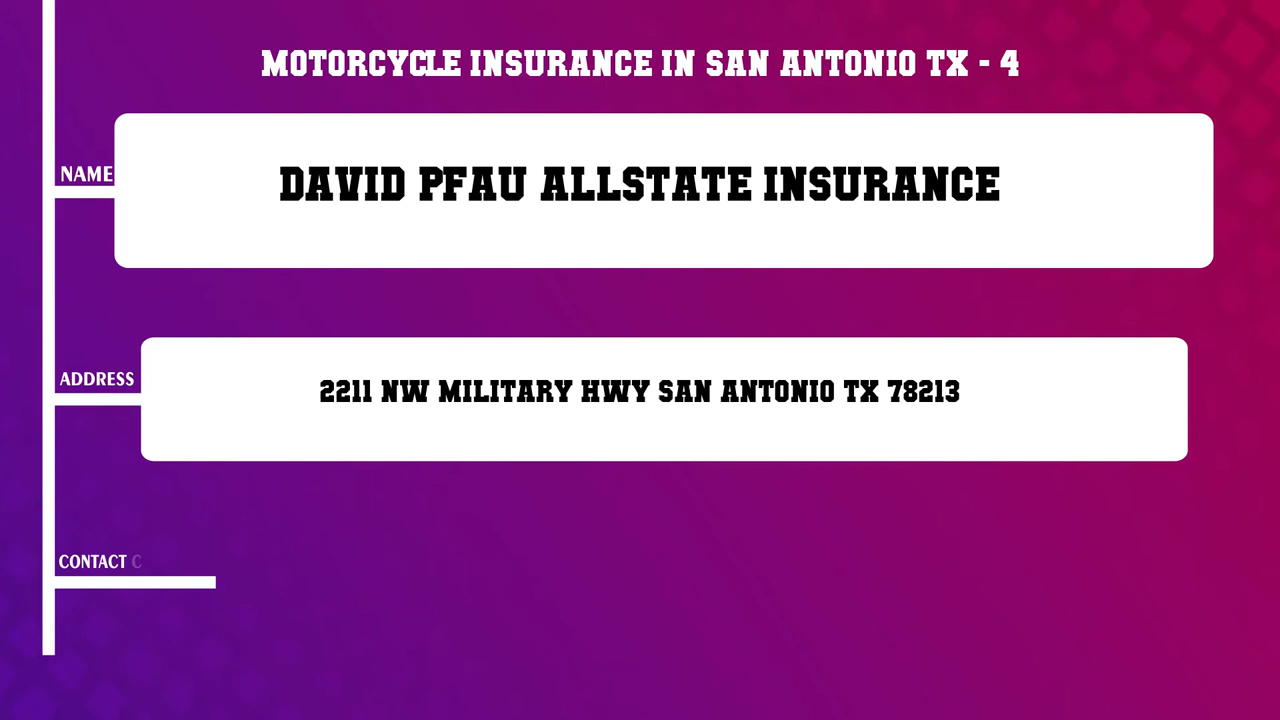 MOTORCYCLE INSURANCE IN SAN ANTONIO TX - 4
NAME
DAVID PFAU ALLSTATE INSURANCE
ADDRESS
2211 NW MILITARY HWY SAN ANTONIO TX 78213
CONTACT C